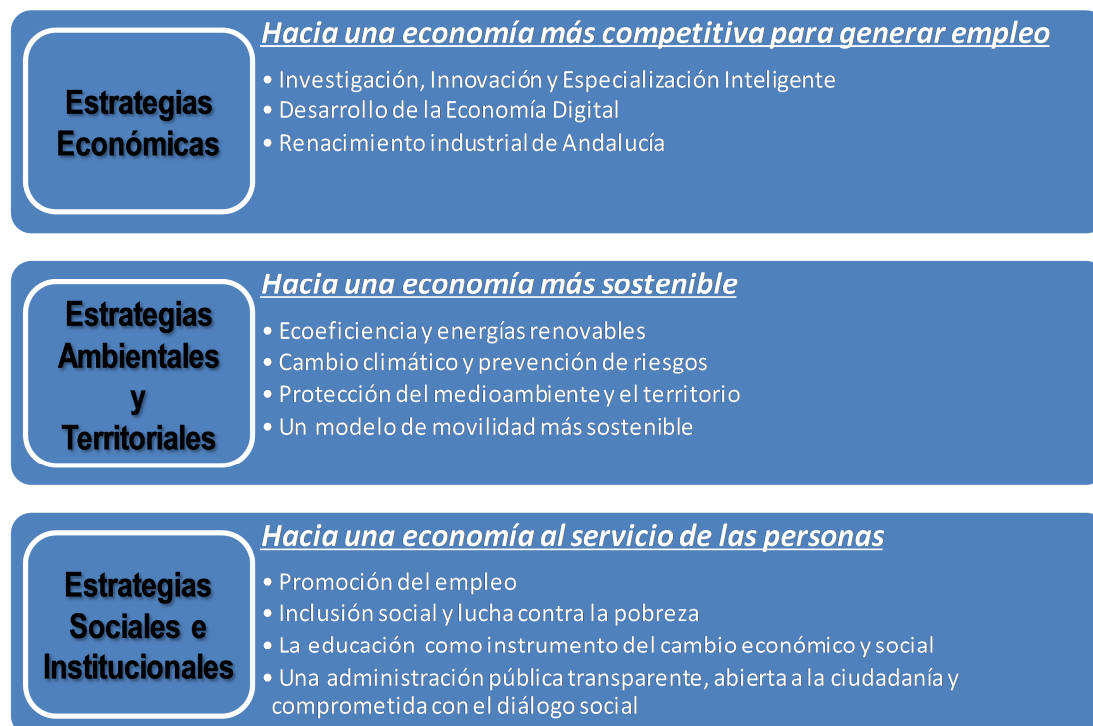 Estrategias
Económicas
Hacia una economía más competitiva para generar empleo
• Investigación, Innovación y Especialización Inteligente
• Desarrollo de la Economía Digital
• Renacimiento industrial de Andalucía
Estrategias
Ambientales
y
Territoriales
Hacia una economía más sostenible
• Ecoeficiencia y energías renovables
• Cambio climático y prevención de riesgos
• Protección del medioambiente y el territorio
• Un modelo de movilidad más sostenible
Estrategias
Sociales e
Institucionales
Hacia una economía al servicio de las personas
• Promoción del empleo
• Inclusión social y lucha contra la pobreza
• La educación como instrumento del cambio económico y social
• Una administración pública transparente, abierta a la ciudadanía y
comprometida con el diálogo social